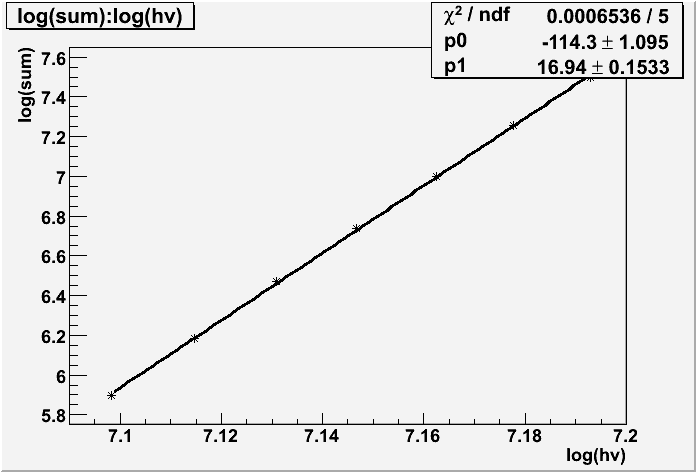 log(sum):log(hv)
χ² / ndf 0.0006536 / 5
p0 -114.3 ± 1.095
p1 16.94 ± 0.1533
log(sum)
7.6
7.4
7.2
7
6.8
6.6
6.4
6.2
6
5.8
7.1 7.12 7.14 7.16 7.18 7.2
log(hv)